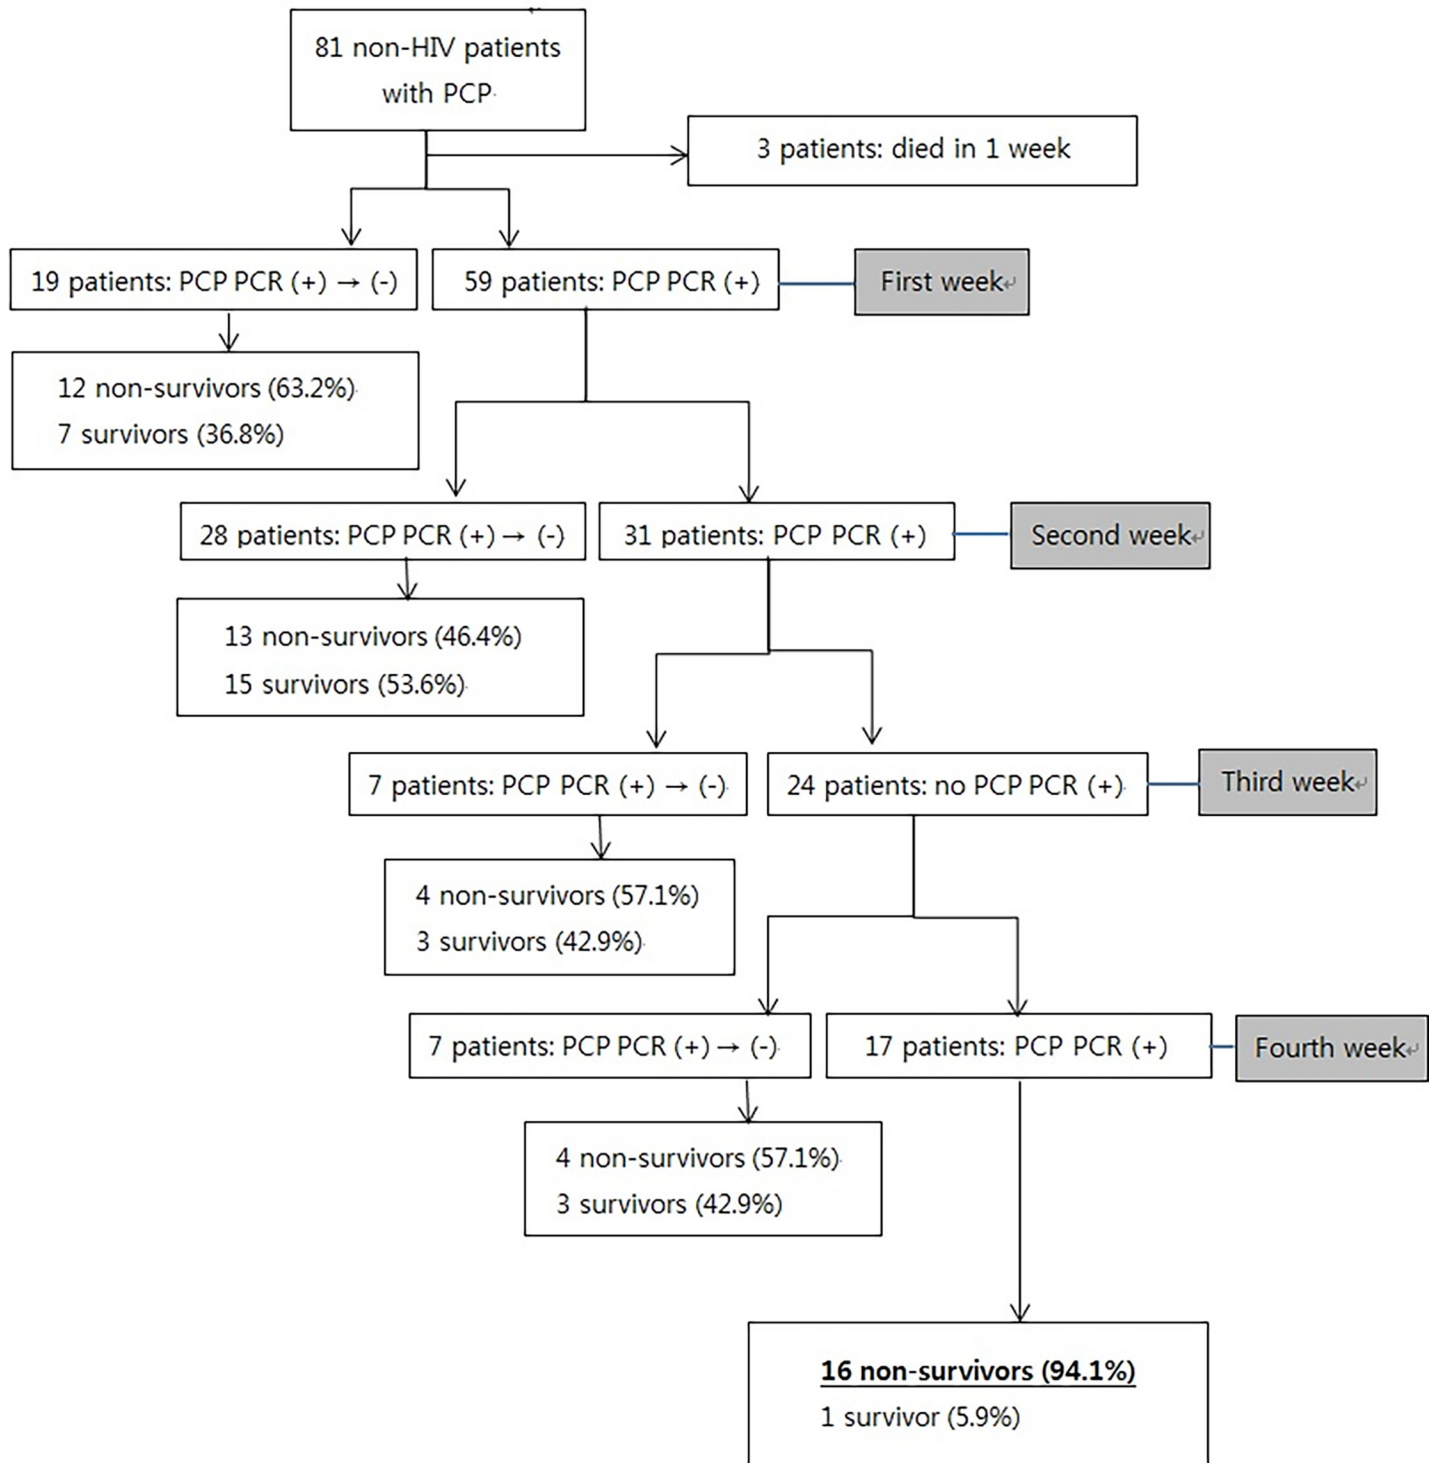 81 non-HIV patients
with PCP
3 patients: died in 1 week
19 patients: PCP PCR (+) → (-)
59 patients: PCP PCR (+)
First week
12 non-survivors (63.2%)
7 survivors (36.8%)
28 patients: PCP PCR (+) → (-)
31 patients: PCP PCR (+)
Second week
13 non-survivors (46.4%)
15 survivors (53.6%)
7 patients: PCP PCR (+) → (-)
24 patients: no PCP PCR (+)
Third week
4 non-survivors (57.1%)
3 survivors (42.9%)
7 patients: PCP PCR (+) → (-)
17 patients: PCP PCR (+)
Fourth week
4 non-survivors (57.1%)
3 survivors (42.9%)
16 non-survivors (94.1%)
1 survivor (5.9%)